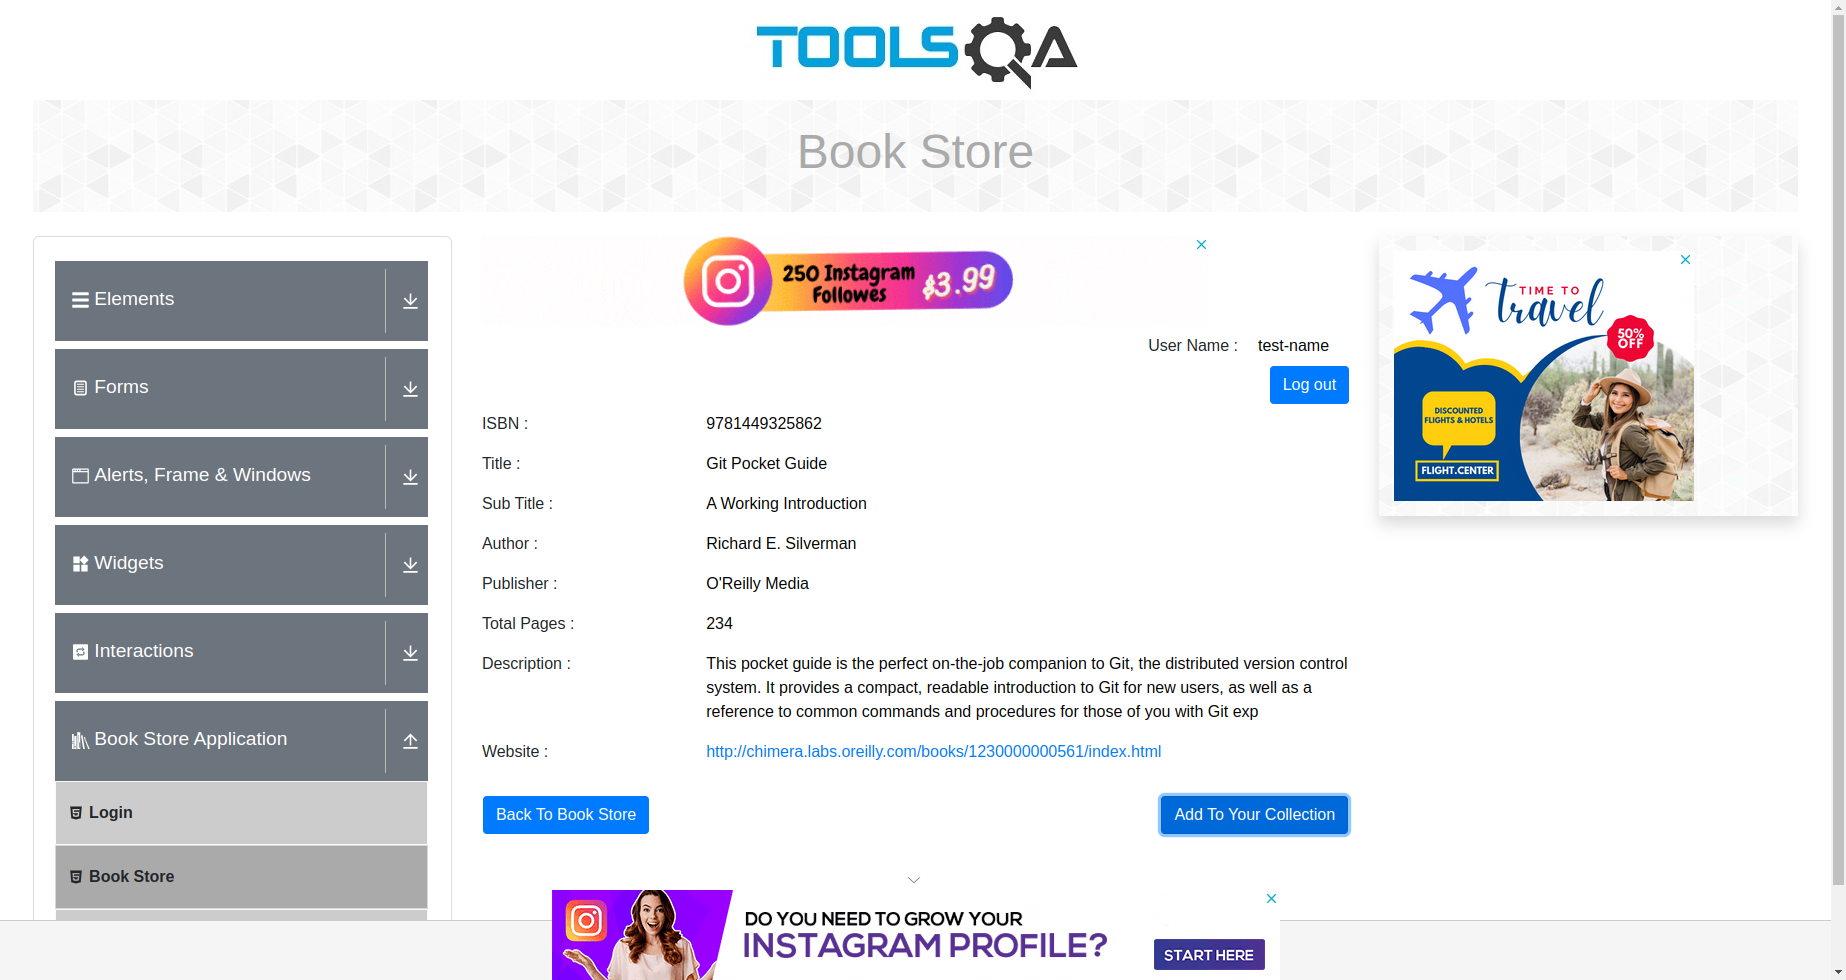 TOOLSQA
Book Store
Elements
Forms
Alerts, Frame & Windows
Widgets
Interactions
Book Store Application
Login
Book Store
250 Instagram
Followes
$3.99
User Name : test-name
Log out
ISBN : 9781449325862
Title : Git Pocket Guide
Sub Title : A Working Introduction
Author : Richard E. Silverman
Publisher : O'Reilly Media
Total Pages : 234
Description : This pocket guide is the perfect on-the-job companion to Git, the distributed version control
system. It provides a compact, readable introduction to Git for new users, as well as a
reference to common commands and procedures for those of you with Git exp
Website : http://chimera.labs.oreilly.com/books/1230000000561/index.html
Back To Book Store
Add To Your Collection
TIME TO
travel
50%
OFF
DISCOUNTED
FLIGHTS & HOTELS
FLIGHT.CENTER
DO YOU NEED TO GROW YOUR
INSTAGRAM PROFILE?
START HERE